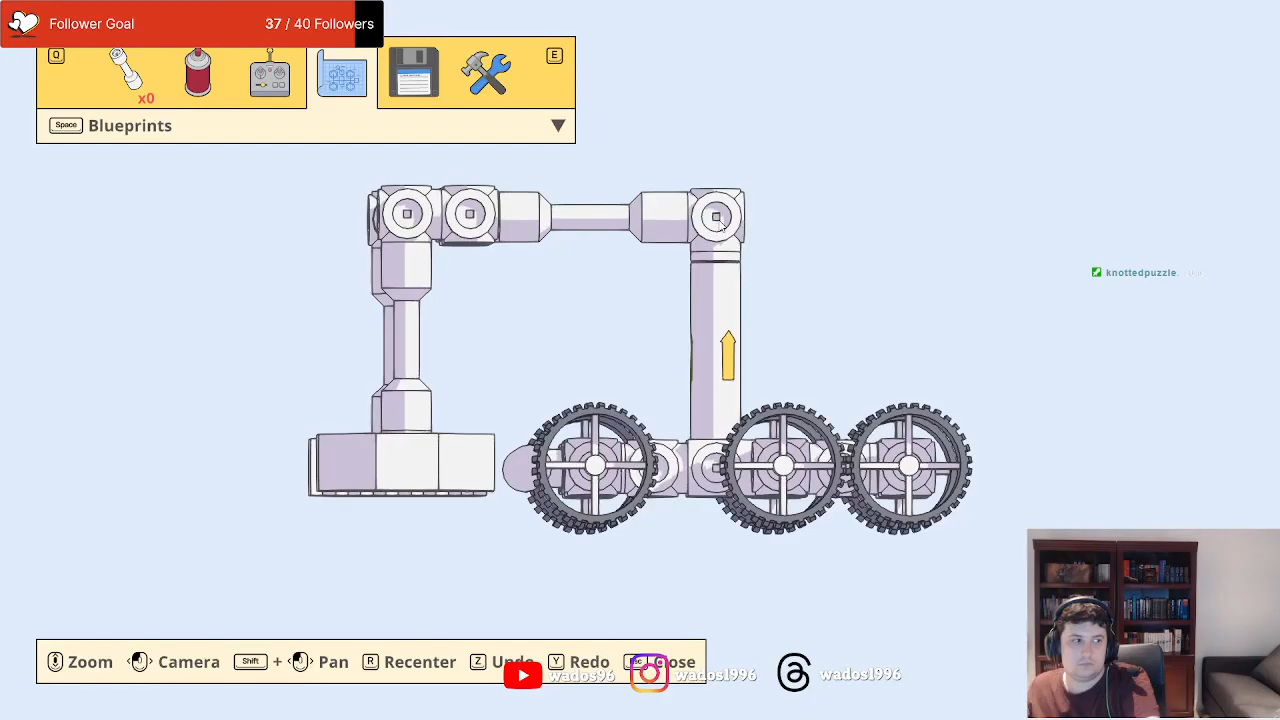 Follower Goal 37 / 40 Followers
Q E
x0
Space Blueprints
knottedpuzzle.
Zoom Camera Shift + Pan R Recenter Z Undo Y Redo Close
wados96 wados1996 wados1996